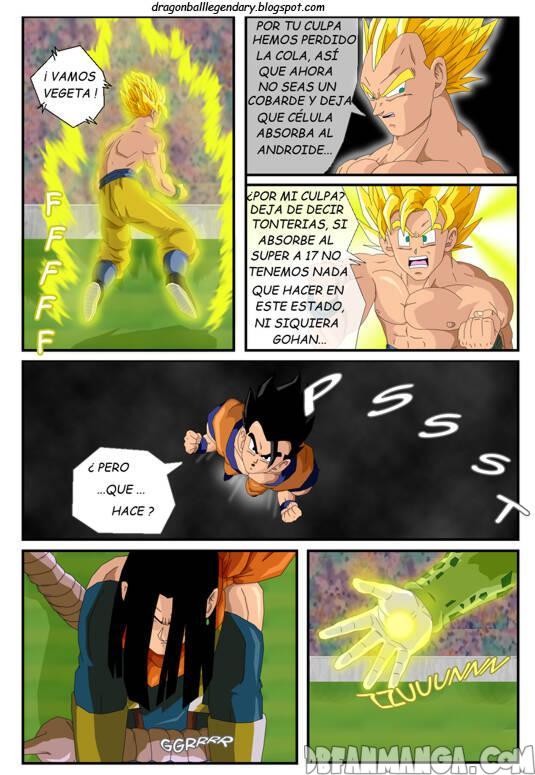 dragonballlegendary.blogspot.com
¡ VAMOS
VEGETA !
POR TU CULPA
HEMOS PERDIDO
LA COLA, ASÍ
QUE AHORA
NO SEAS UN
COBARDE Y DEJA
QUE CÉLULA
ABSORBA AL
ANDROIDE...
FFFFFF
¿POR MI CULPA?
DEJA DE DECIR
TONTERIAS, SI
ABSORBE AL
SUPER A 17 NO
TENEMOS NADA
QUE HACER EN
ESTE ESTADO,
NI SIQUIERA
GOHAN...
PSSST
¿ PERO
...QUE ...
HACE ?
GGRRRRP
TZIUUUNNN
DBFANMANGA.COM